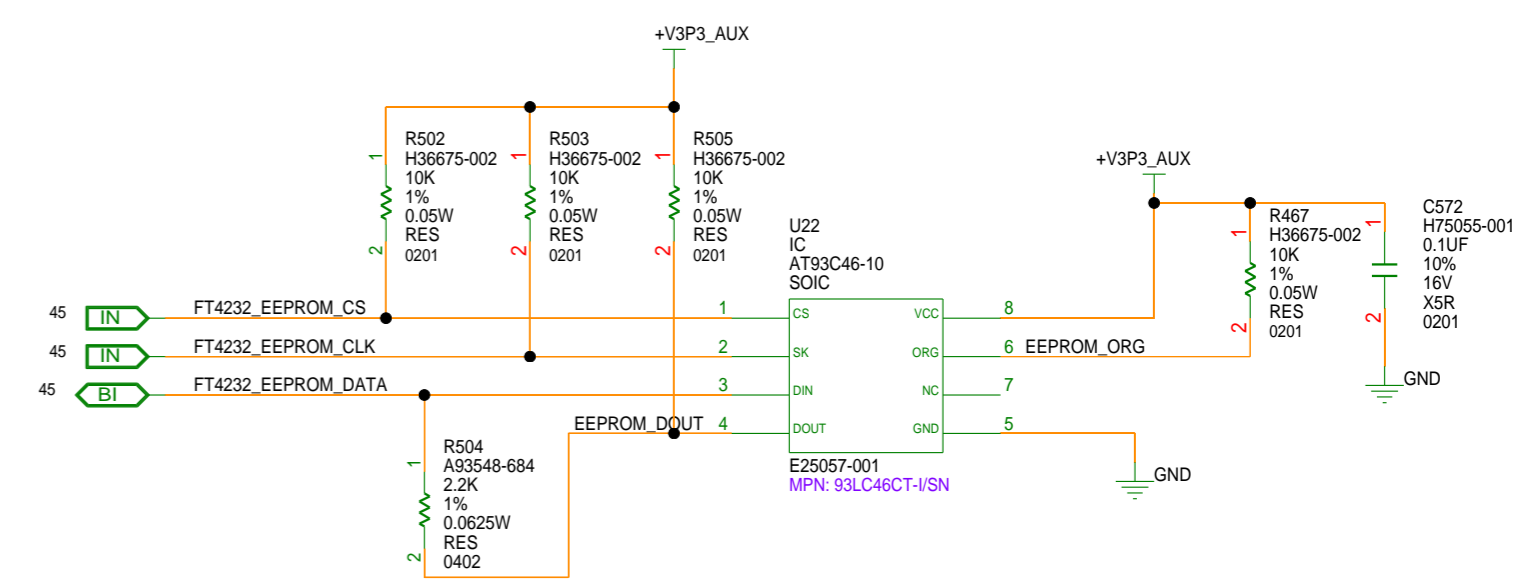 +V3P3_AUX
R502
H36675-002
10K
1%
0.05W
RES
0201
1
2
R503
H36675-002
10K
1%
0.05W
RES
0201
1
2
R505
H36675-002
10K
1%
0.05W
RES
0201
1
2
+V3P3_AUX
R467
H36675-002
10K
1%
0.05W
RES
0201
1
2
C572
H75055-001
0.1UF
10%
16V
X5R
0201
1
2
GND
U22
IC
AT93C46-10
SOIC
45 IN FT4232_EEPROM_CS
45 IN FT4232_EEPROM_CLK
45 BI FT4232_EEPROM_DATA
EEPROM_DOUT
1 CS VCC 8
2 SK ORG 6 EEPROM_ORG
3 DIN NC 7
4 DOUT GND 5
GND
E25057-001
MPN: 93LC46CT-I/SN
R504
A93548-684
2.2K
1%
0.0625W
RES
0402
1
2